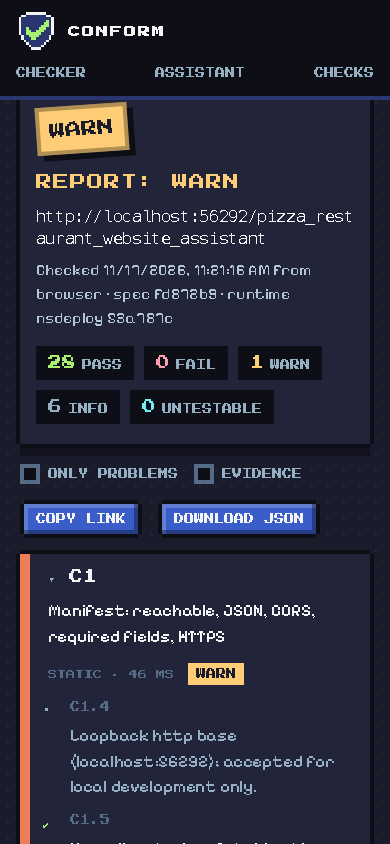 CONFORM
CHECKER ASSISTANT CHECKS
WARN
REPORT: WARN
http://localhost:56292/pizza_rest
aurant_website_assistant
Checked 11/17/2026, 11:21:16 AM from
browser · spec fd872b9 · runtime
nsdeploy 83a787c
28 PASS 0 FAIL 1 WARN
6 INFO 0 UNTESTABLE
ONLY PROBLEMS EVIDENCE
COPY LINK DOWNLOAD JSON
C1
Manifest: reachable, JSON, CORS,
required fields, HTTPS
STATIC · 46 MS WARN
C1.4
Loopback http base
(localhost:56292): accepted for
local development only.
C1.5